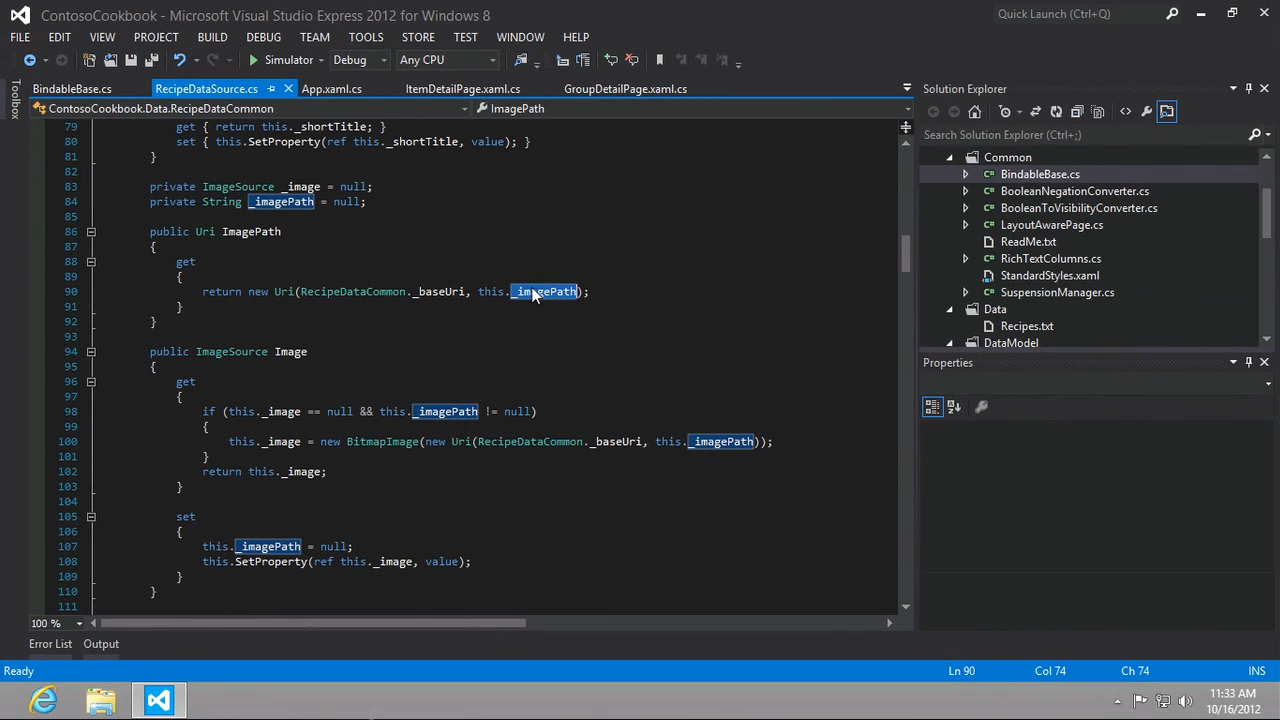 ContosoCookbook - Microsoft Visual Studio Express 2012 for Windows 8
Quick Launch (Ctrl+Q)
FILE EDIT VIEW PROJECT BUILD DEBUG TEAM TOOLS STORE TEST WINDOW HELP
Simulator Debug Any CPU
Toolbox
BindableBase.cs RecipeDataSource.cs App.xaml.cs ItemDetailPage.xaml.cs GroupDetailPage.xaml.cs
ContosoCookbook.Data.RecipeDataCommon ImagePath
79 get { return this._shortTitle; }
80 set { this.SetProperty(ref this._shortTitle, value); }
81 }
82
83 private ImageSource _image = null;
84 private String _imagePath = null;
85
86 public Uri ImagePath
87 {
88 get
89 {
90 return new Uri(RecipeDataCommon._baseUri, this._imagePath);
91 }
92 }
93
94 public ImageSource Image
95 {
96 get
97 {
98 if (this._image == null && this._imagePath != null)
99 {
100 this._image = new BitmapImage(new Uri(RecipeDataCommon._baseUri, this._imagePath));
101 }
102 return this._image;
103 }
104
105 set
106 {
107 this._imagePath = null;
108 this.SetProperty(ref this._image, value);
109 }
110 }
111
100 %
Error List Output
Solution Explorer
Search Solution Explorer (Ctrl+;)
Common
BindableBase.cs
BooleanNegationConverter.cs
BooleanToVisibilityConverter.cs
LayoutAwarePage.cs
ReadMe.txt
RichTextColumns.cs
StandardStyles.xaml
SuspensionManager.cs
Data
Recipes.txt
DataModel
Properties
Ready Ln 90 Col 74 Ch 74 INS
11:33 AM
10/16/2012